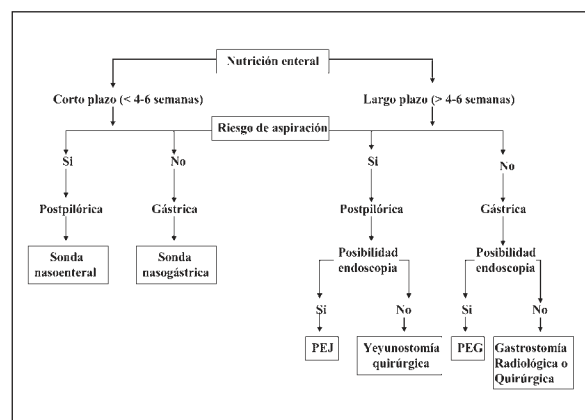 Nutrición enteral
Corto plazo (< 4-6 semanas)
Largo plazo (> 4-6 semanas)
Riesgo de aspiración
Si
No
Si
No
Postpilórica
Gástrica
Postpilórica
Gástrica
Sonda
nasoenteral
Sonda
nasogástrica
Posibilidad
endoscopia
Posibilidad
endoscopia
Si
No
Si
No
PEJ
Yeyunostomía
quirúrgica
PEG
Gastrostomía
Radiológica o
Quirúrgica